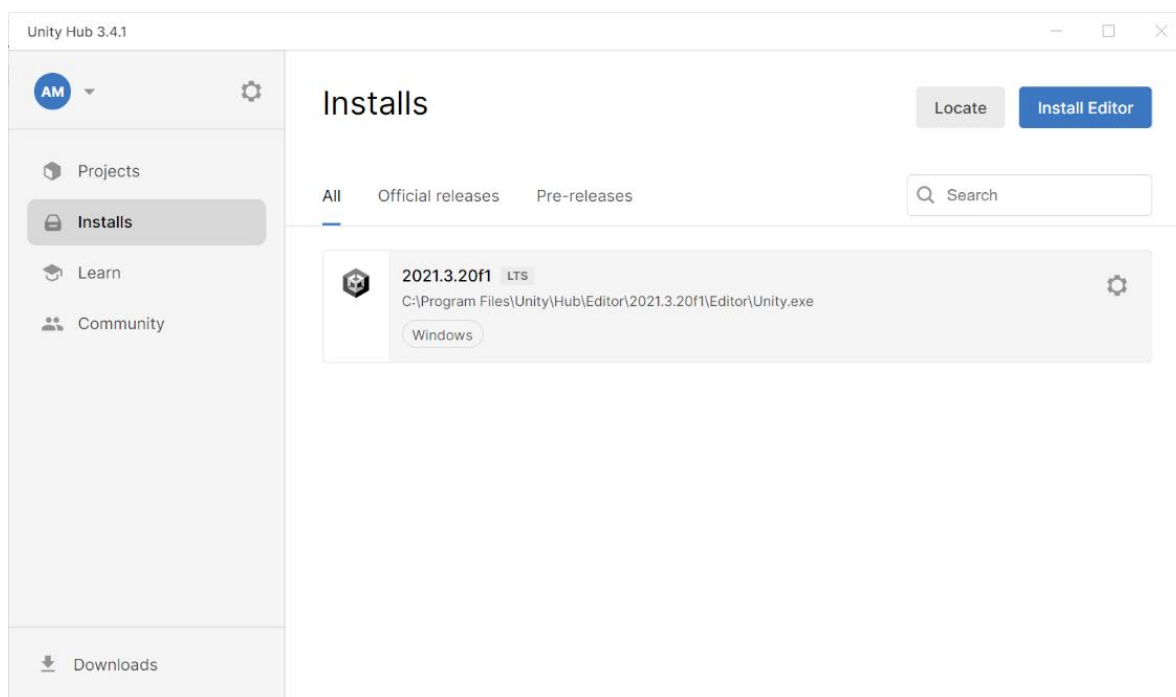 Unity Hub 3.4.1
AM
Projects
Installs
Learn
Community
Downloads
Installs
Locate
Install Editor
All
Official releases
Pre-releases
Search
2021.3.20f1 LTS
C:\Program Files\Unity\Hub\Editor\2021.3.20f1\Editor\Unity.exe
Windows